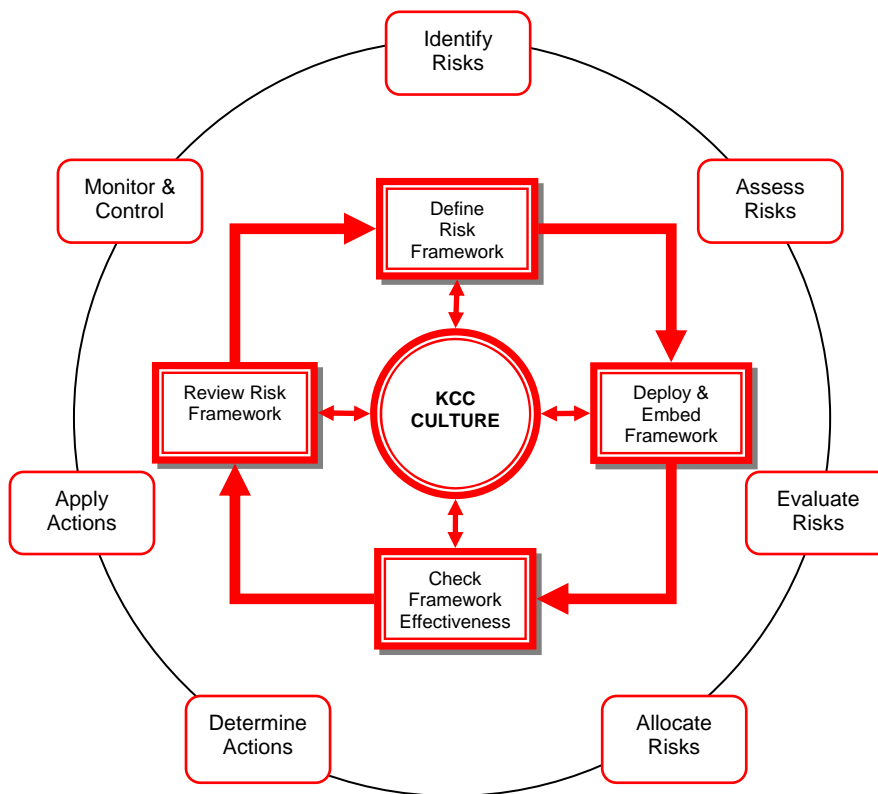 Identify
Risks
Monitor &
Control
Assess
Risks
Define
Risk
Framework
Review Risk
Framework
KCC
CULTURE
Deploy &
Embed
Framework
Apply
Actions
Evaluate
Risks
Check
Framework
Effectiveness
Determine
Actions
Allocate
Risks